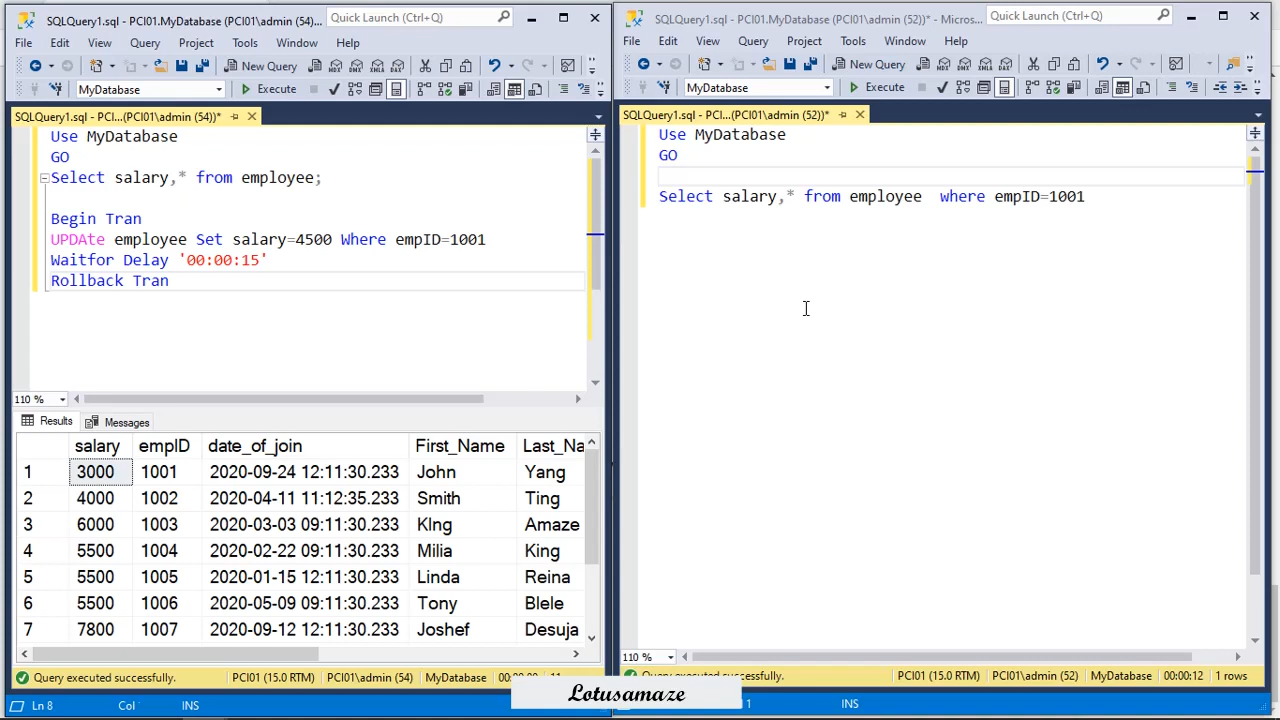 SQLQuery1.sql - PCI01.MyDatabase (PCI01\admin (54)...
Quick Launch (Ctrl+Q)
File Edit View Query Project Tools Window Help
New Query
MyDatabase
Execute
SQLQuery1.sql - PC...(PCI01\admin (54))*
Use MyDatabase
GO
Select salary,* from employee;
Begin Tran
UPDAte employee Set salary=4500 Where empID=1001
Waitfor Delay '00:00:15'
Rollback Tran
110 %
Results Messages
salary empID date_of_join First_Name Last_Na
1 3000 1001 2020-09-24 12:11:30.233 John Yang
2 4000 1002 2020-04-11 11:12:35.233 Smith Ting
3 6000 1003 2020-03-03 09:11:30.233 KIng Amaze
4 5500 1004 2020-02-22 09:11:30.233 Milia King
5 5500 1005 2020-01-15 12:11:30.233 Linda Reina
6 5500 1006 2020-05-09 09:11:30.233 Tony Blele
7 7800 1007 2020-09-12 12:11:30.233 Joshef Desuja
Query executed successfully. PCI01 (15.0 RTM) PCI01\admin (54) MyDatabase
Ln 8 Col INS
SQLQuery1.sql - PCI01.MyDatabase (PCI01\admin (52))* - Micros...
Quick Launch (Ctrl+Q)
File Edit View Query Project Tools Window Help
New Query
MyDatabase
Execute
SQLQuery1.sql - PCI...(PCI01\admin (52))*
Use MyDatabase
GO
Select salary,* from employee where empID=1001
110 %
Query executed successfully. PCI01 (15.0 RTM) PCI01\admin (52) MyDatabase 00:00:12 1 rows
1 INS
Lotusamaze